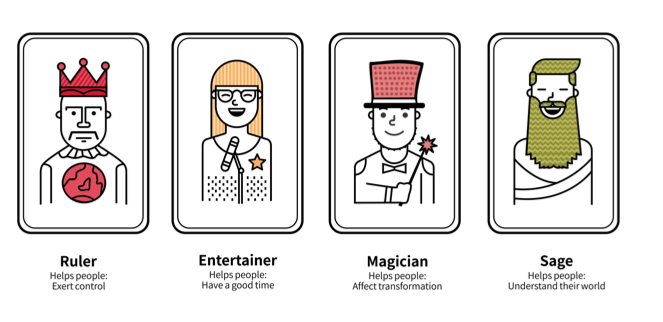 Ruler
Helps people:
Exert control
Entertainer
Helps people:
Have a good time
Magician
Helps people:
Affect transformation
Sage
Helps people:
Understand their world